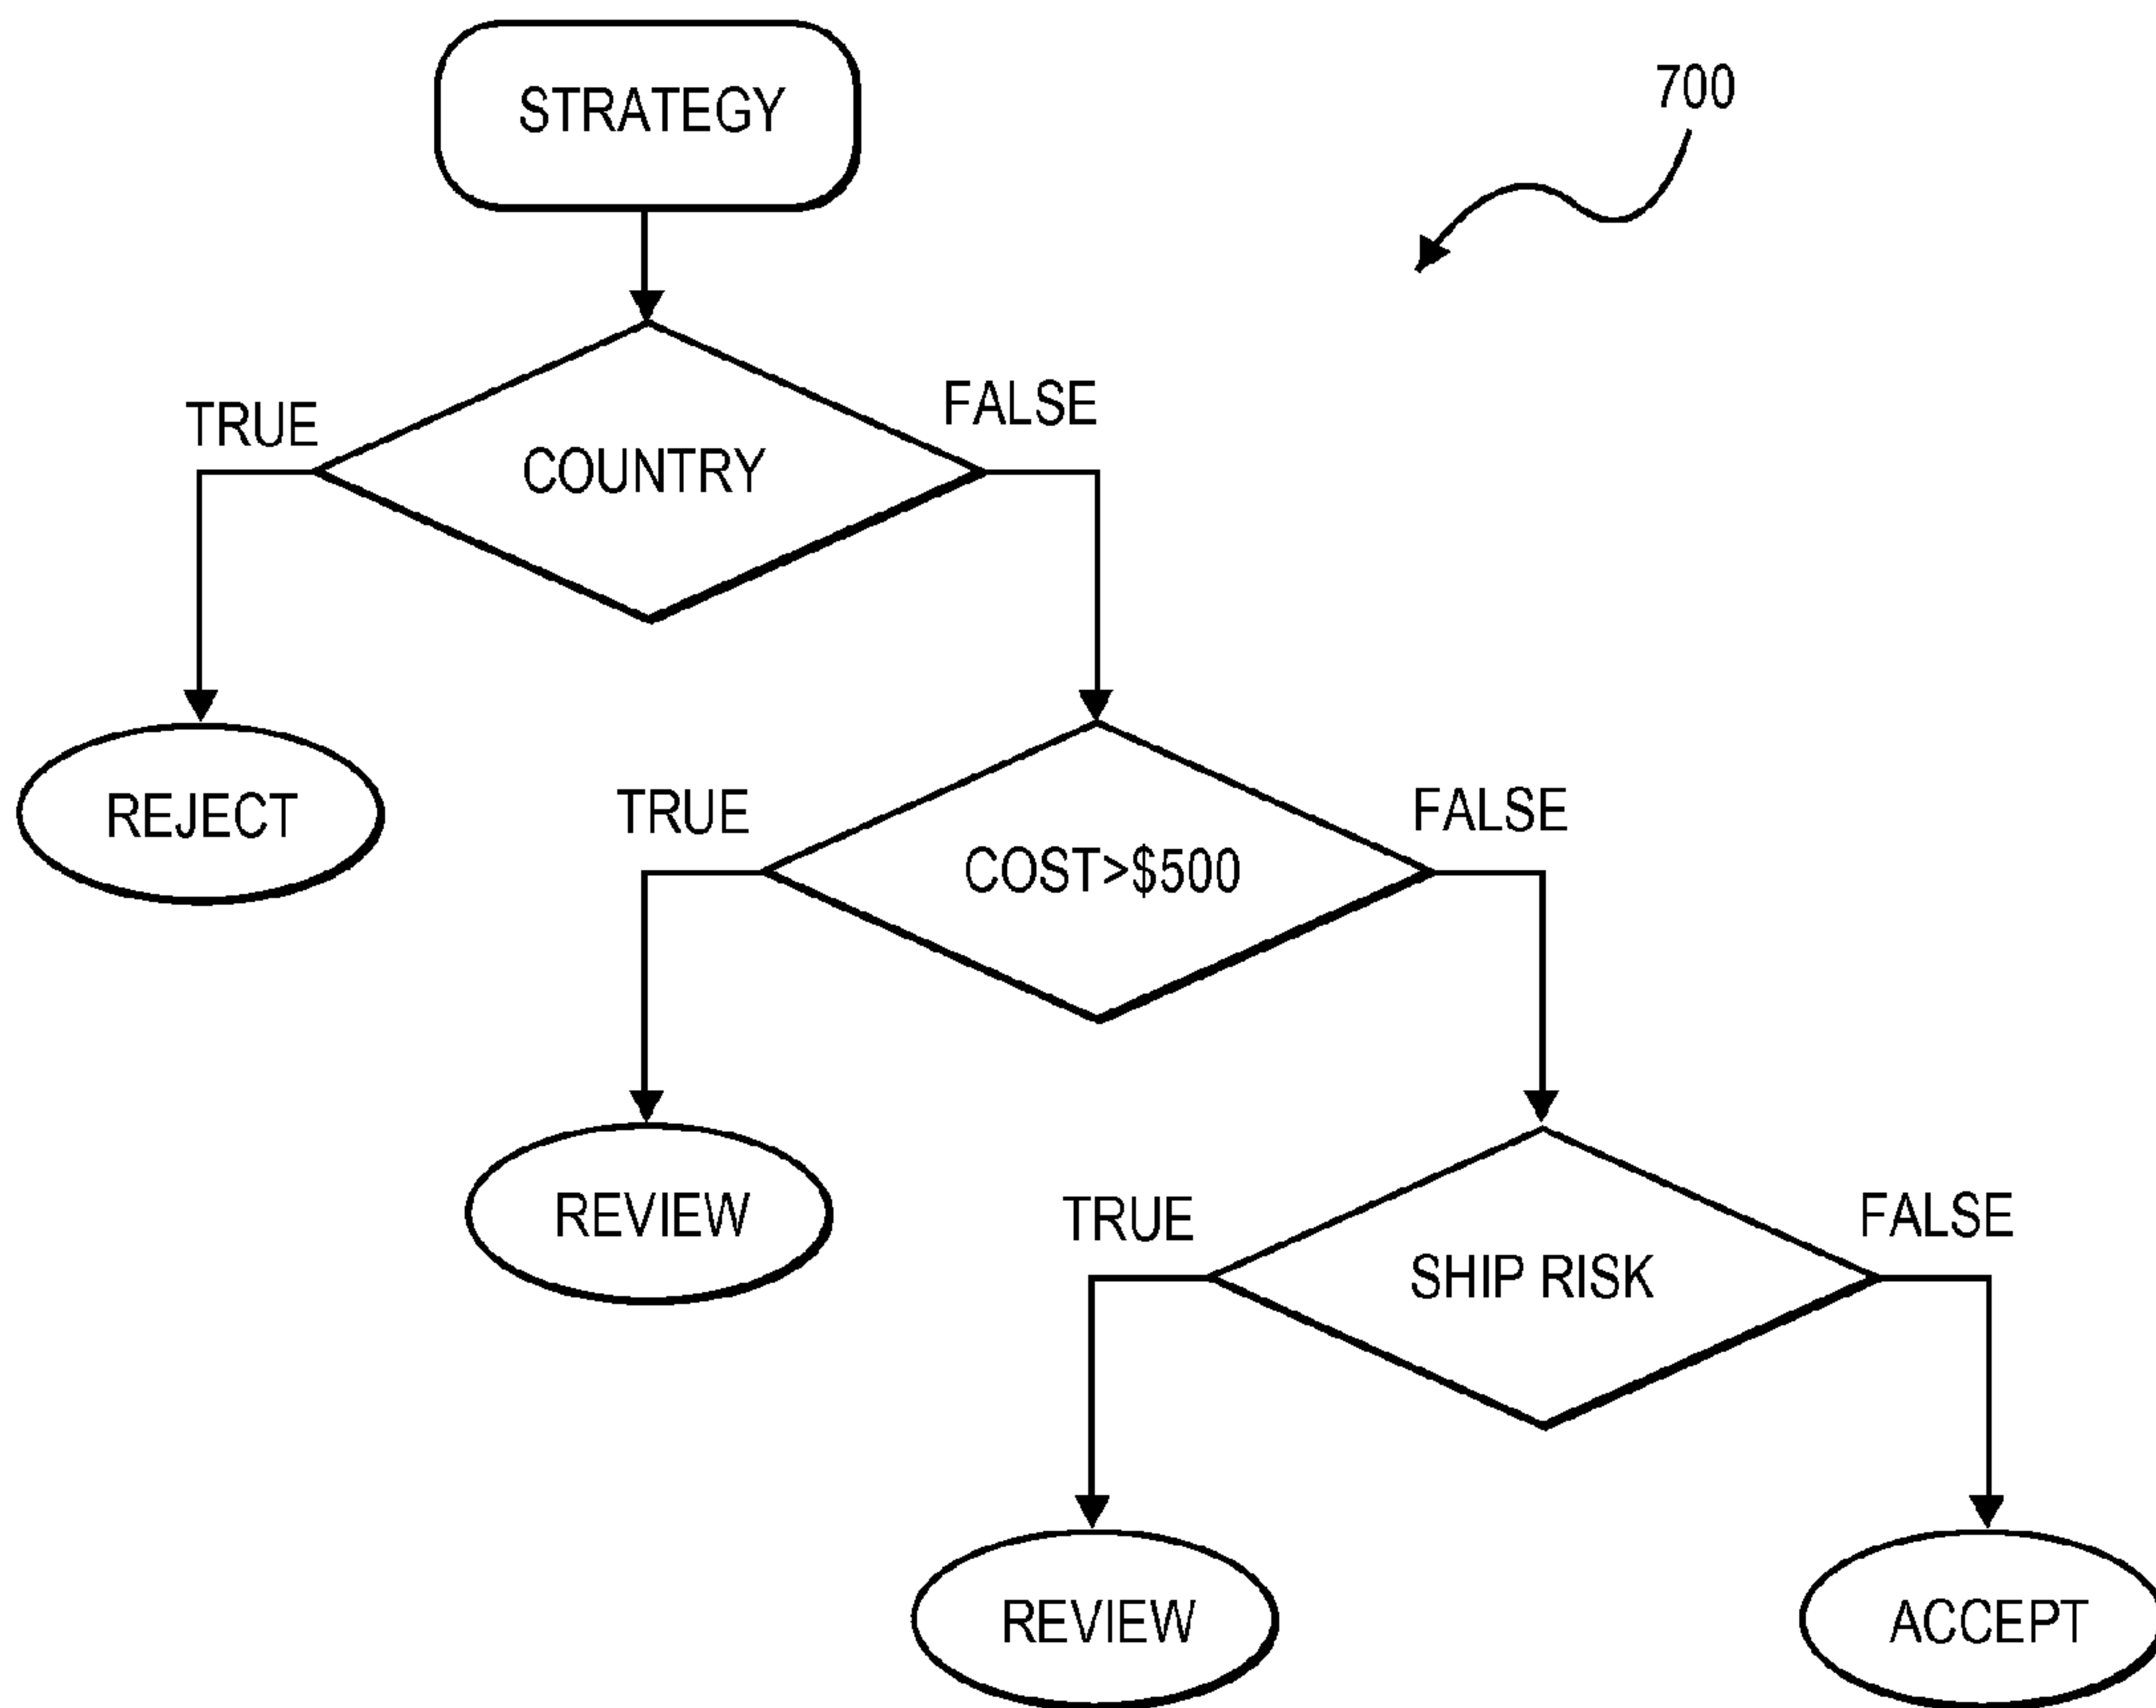 STRATEGY
700
TRUE
FALSE
COUNTRY
REJECT
TRUE
FALSE
COST>$500
REVIEW
TRUE
FALSE
SHIP RISK
REVIEW
ACCEPT